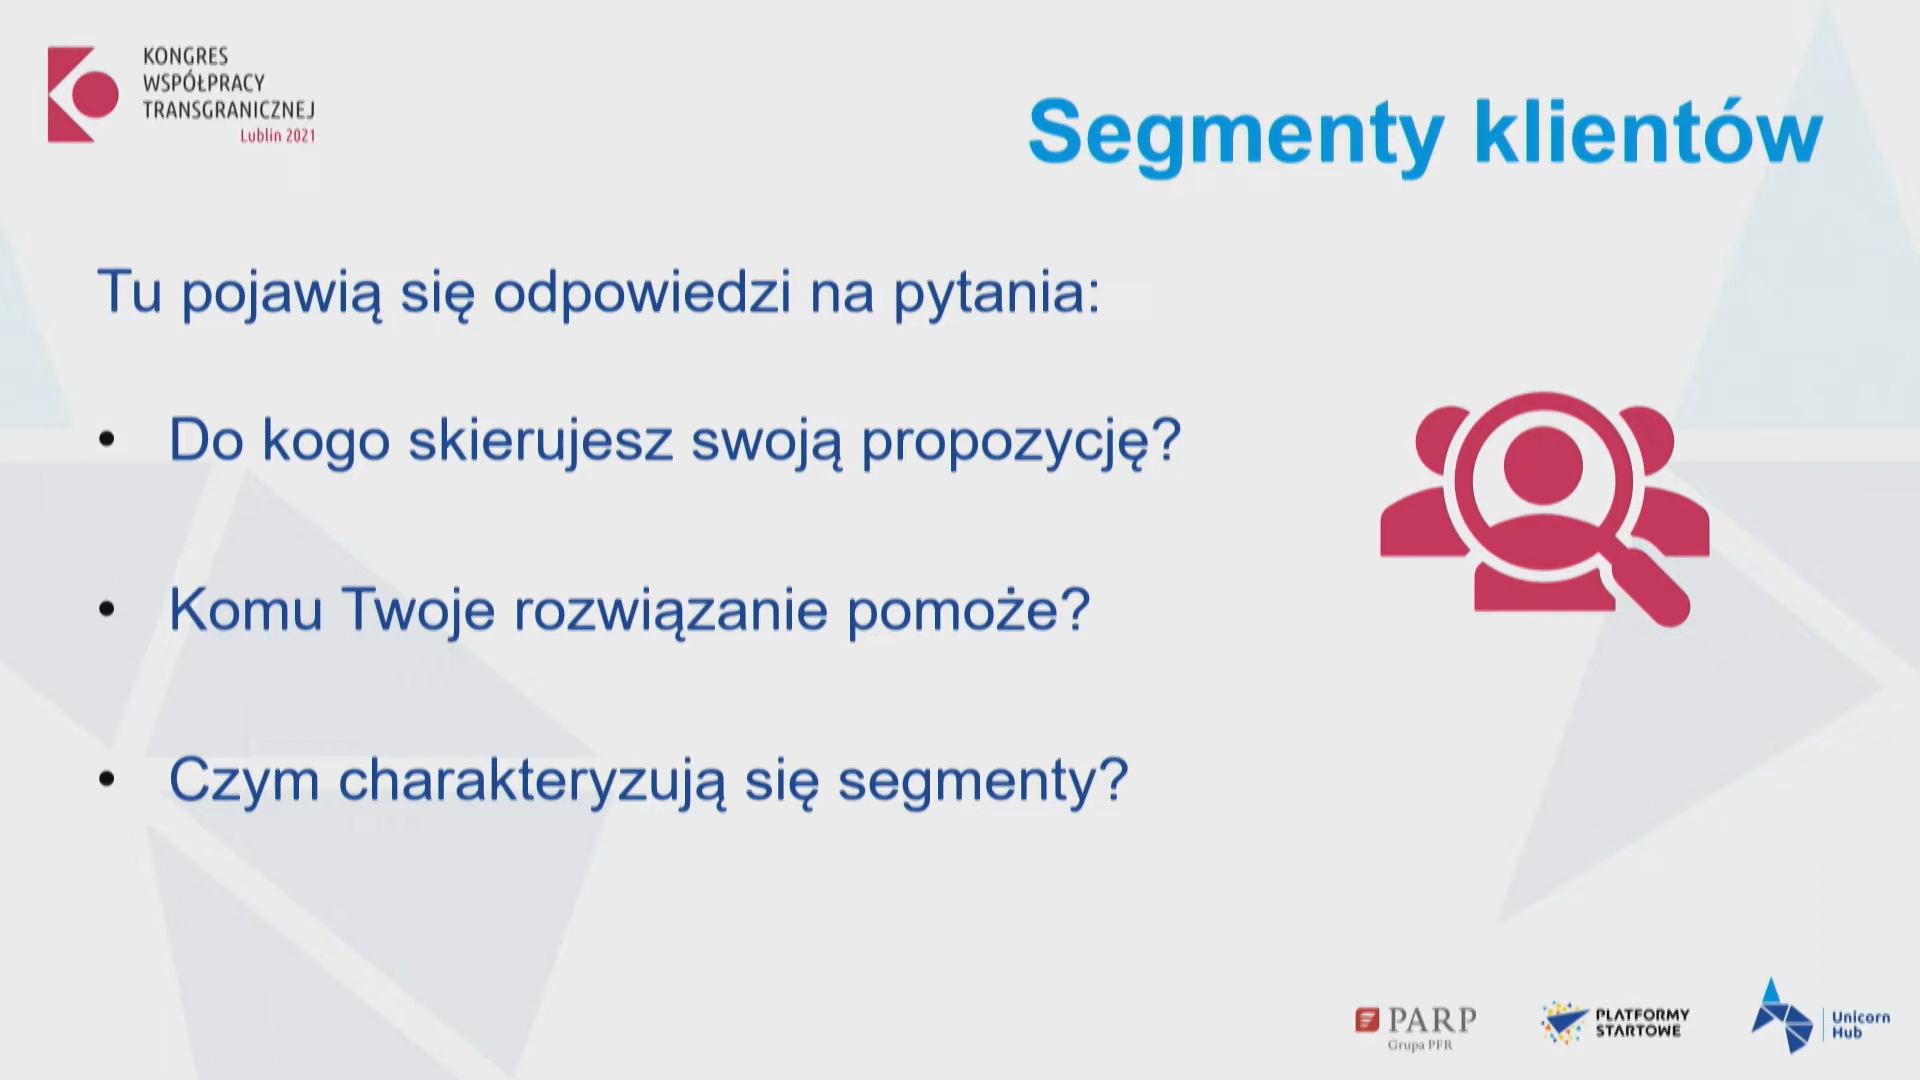 KONGRES
WSPÓŁPRACY
TRANSGRANICZNEJ
Lublin 2021
Segmenty klientów
Tu pojawią się odpowiedzi na pytania:
• Do kogo skierujesz swoją propozycję?
• Komu Twoje rozwiązanie pomoże?
• Czym charakteryzują się segmenty?
PARP
Grupa PFR
PLATFORMY
STARTOWE
Unicorn
Hub